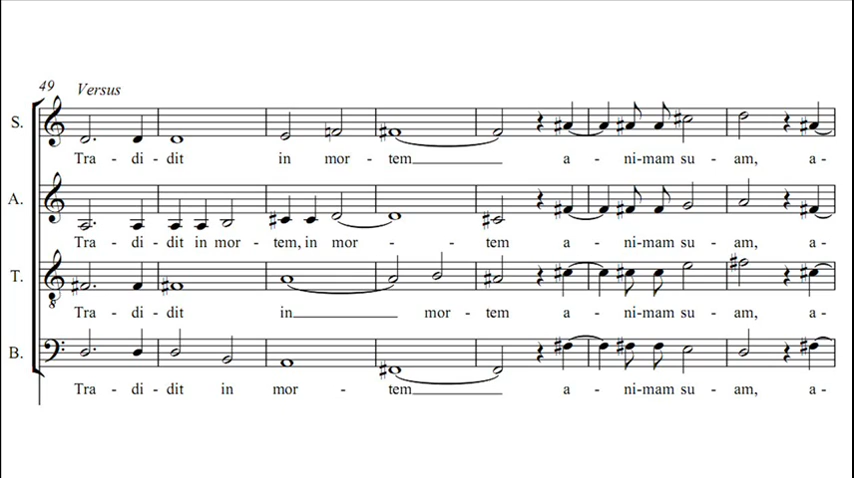 49 Versus
S.
Tra - di - dit in mor - tem a - ni-mam su - am, a-
A.
Tra - di - dit in mor - tem, in mor - - tem a - ni-mam su - am, a-
T.
8
Tra - di - dit in mor - tem a - ni-mam su - am, a-
B.
Tra - di - dit in mor - tem a - ni-mam su - am, a-